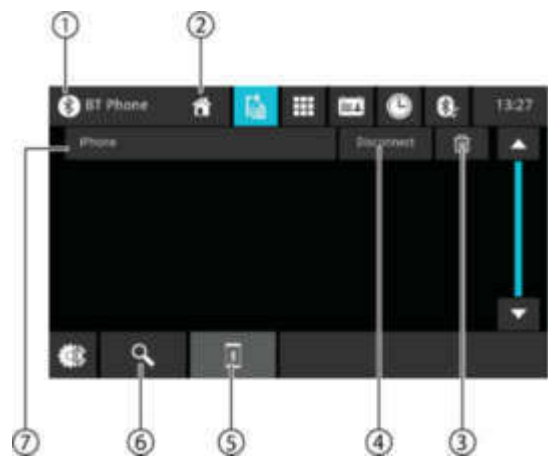 ① ②
BT Phone 13:27
iPhone Disconnect
⑦ ⑥ ⑤ ④ ③